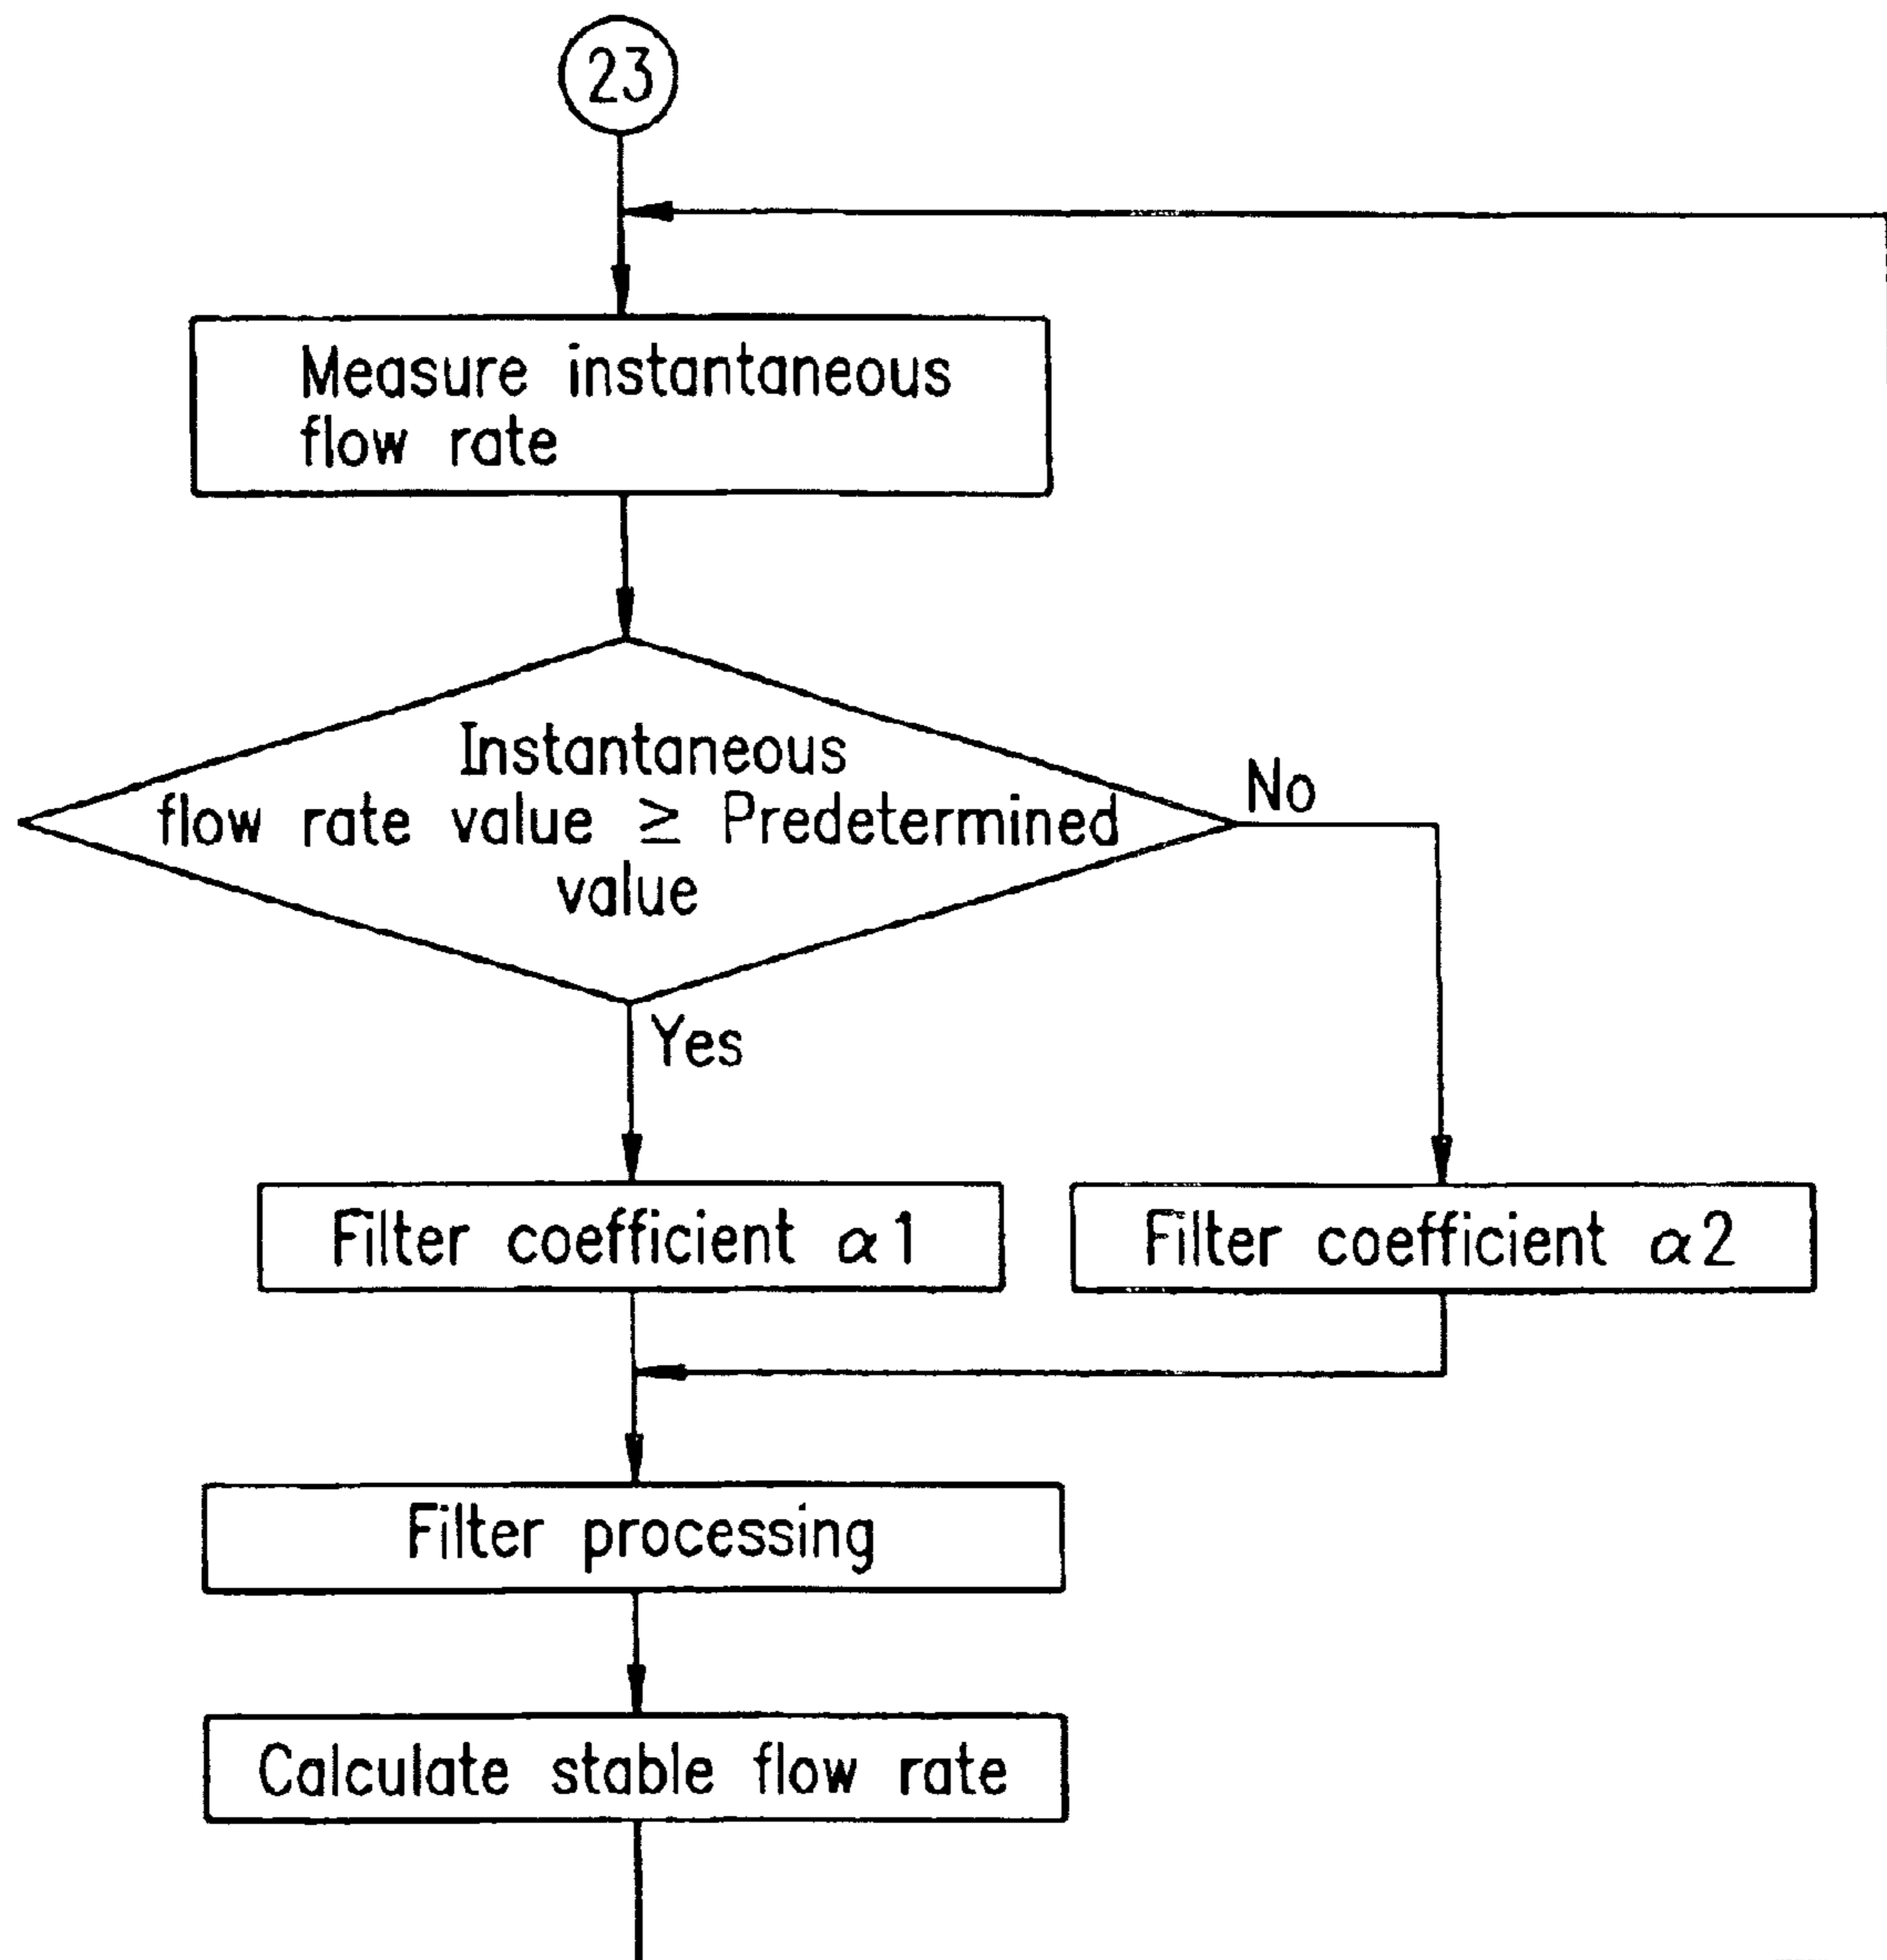 23
Measure instantaneous
flow rate
Instantaneous
flow rate value ≧ Predetermined
value
No
Yes
Filter coefficient α1
Filter coefficient α2
Filter processing
Calculate stable flow rate